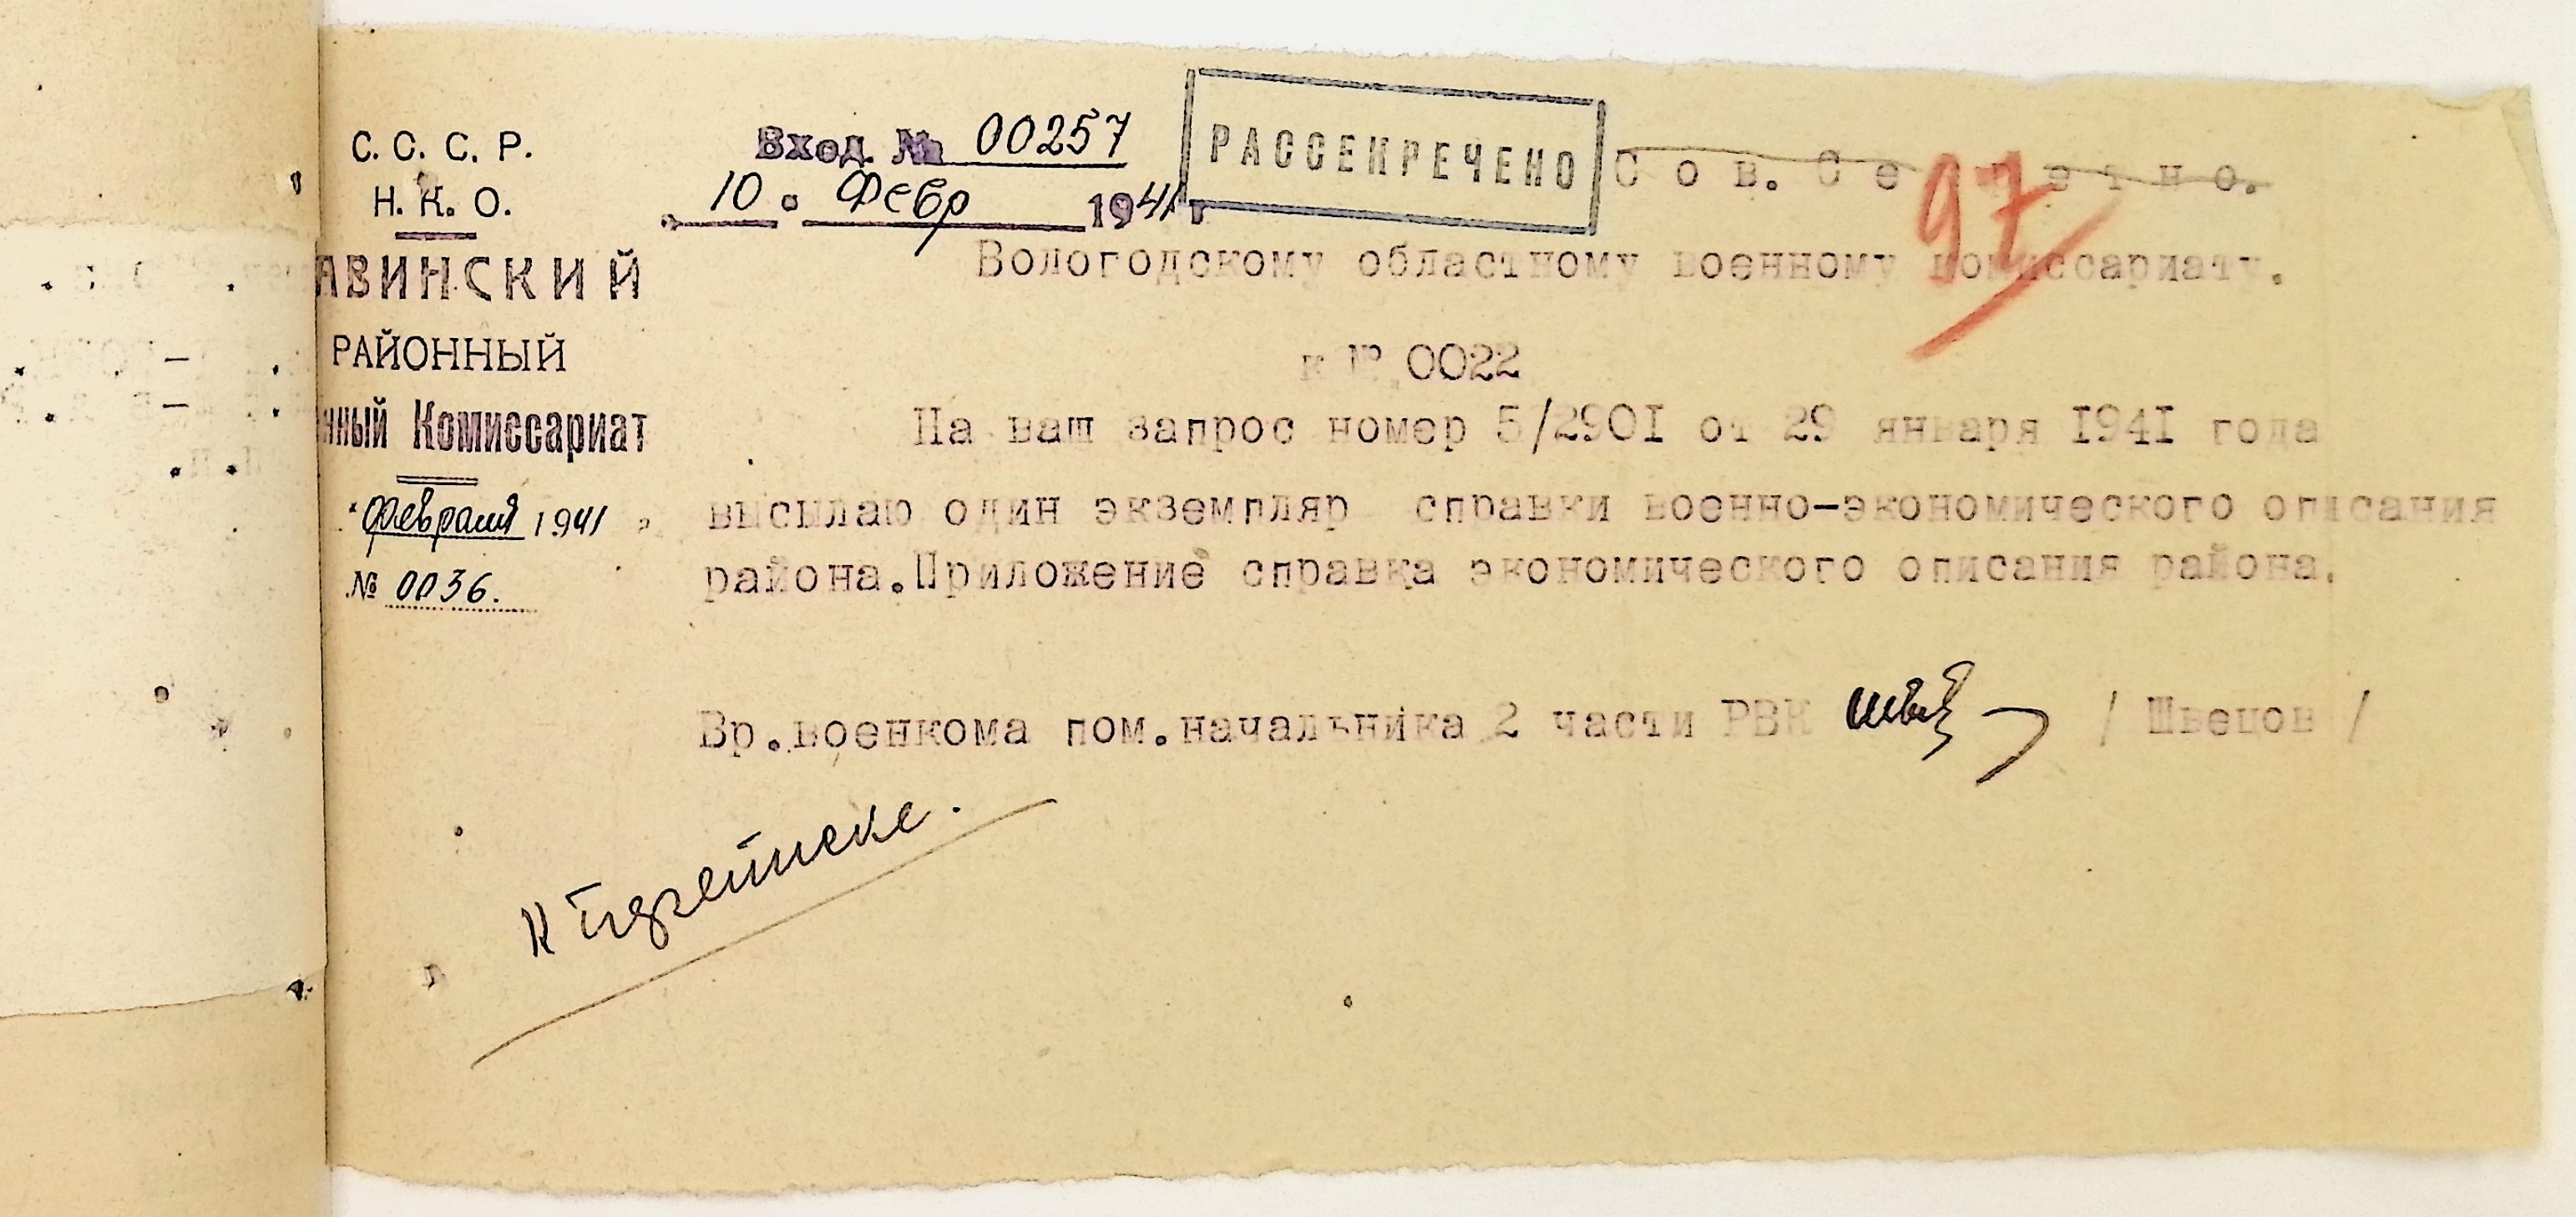 С. С. С. Р.
Н. К. О.
АВИНСКИЙ
РАЙОННЫЙ
нный Комиссариат
" февраля 1941
№ 0036.
Вход. № 00257
"10" Февр 1941 г
РАССЕКРЕЧЕНО
Сов. Секретно.
97
Вологодскому областному военному комиссариату.
к № 0022
На ваш запрос номер 5/2901 от 29 января 1941 года
высылаю один экземпляр справки военно-экономического описания
района.Приложение справка экономического описания района.
Вр.военкома пом.начальника 2 части РВК / Швецов /
К